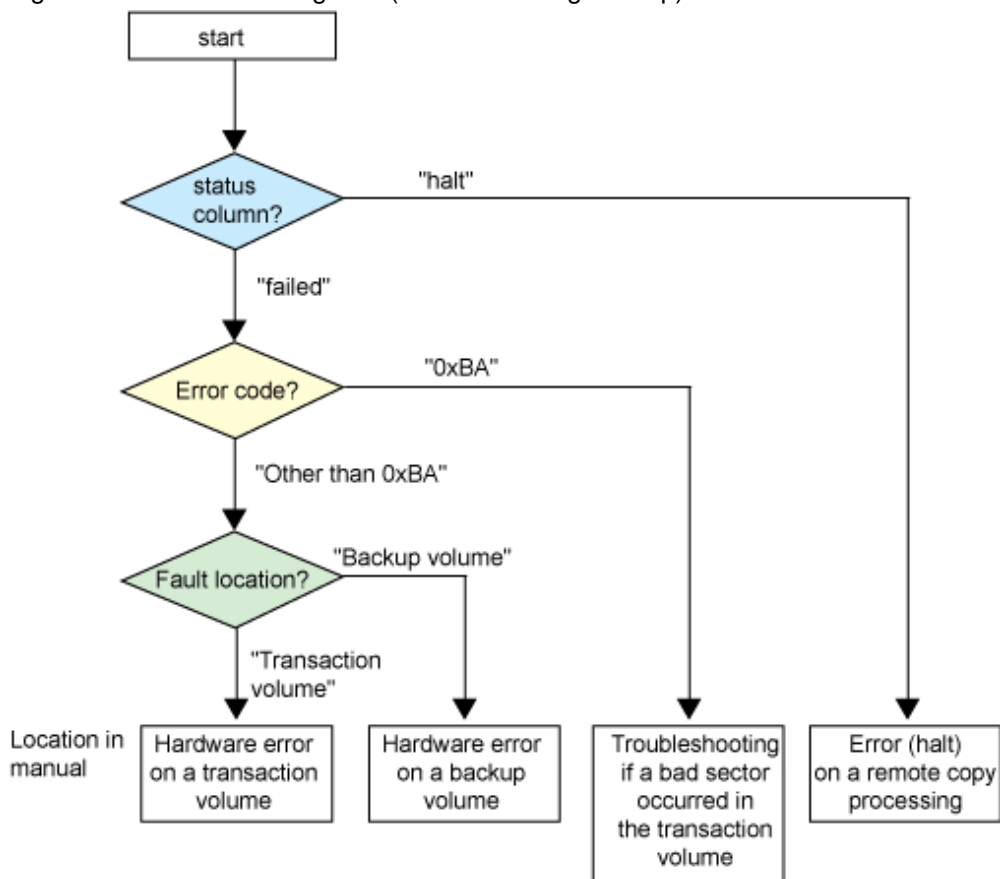 start
status
column?
"halt"
"failed"
Error code?
"0xBA"
"Other than 0xBA"
Fault location?
"Backup volume"
"Transaction
volume"
Location in
manual
Hardware error
on a transaction
volume
Hardware error
on a backup
volume
Troubleshooting
if a bad sector
occurred in
the transaction
volume
Error (halt)
on a remote copy
processing